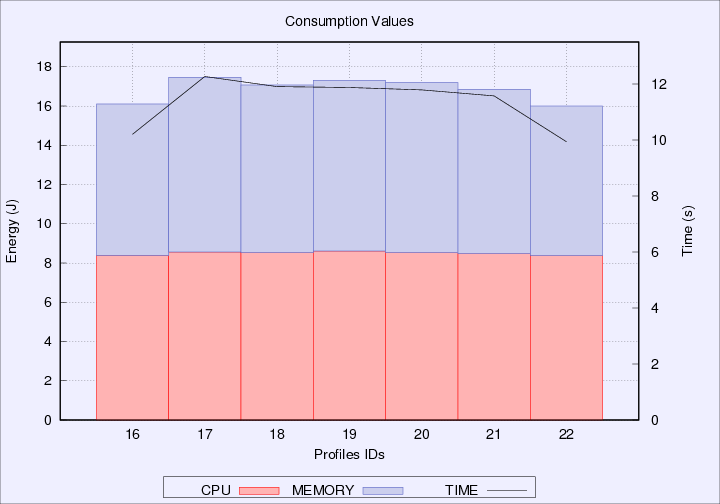 Consumption Values
18
16
14
12
10
8
6
4
2
0
Energy (J)
12
10
8
6
4
2
0
Time (s)
16 17 18 19 20 21 22
Profiles IDs
CPU MEMORY TIME